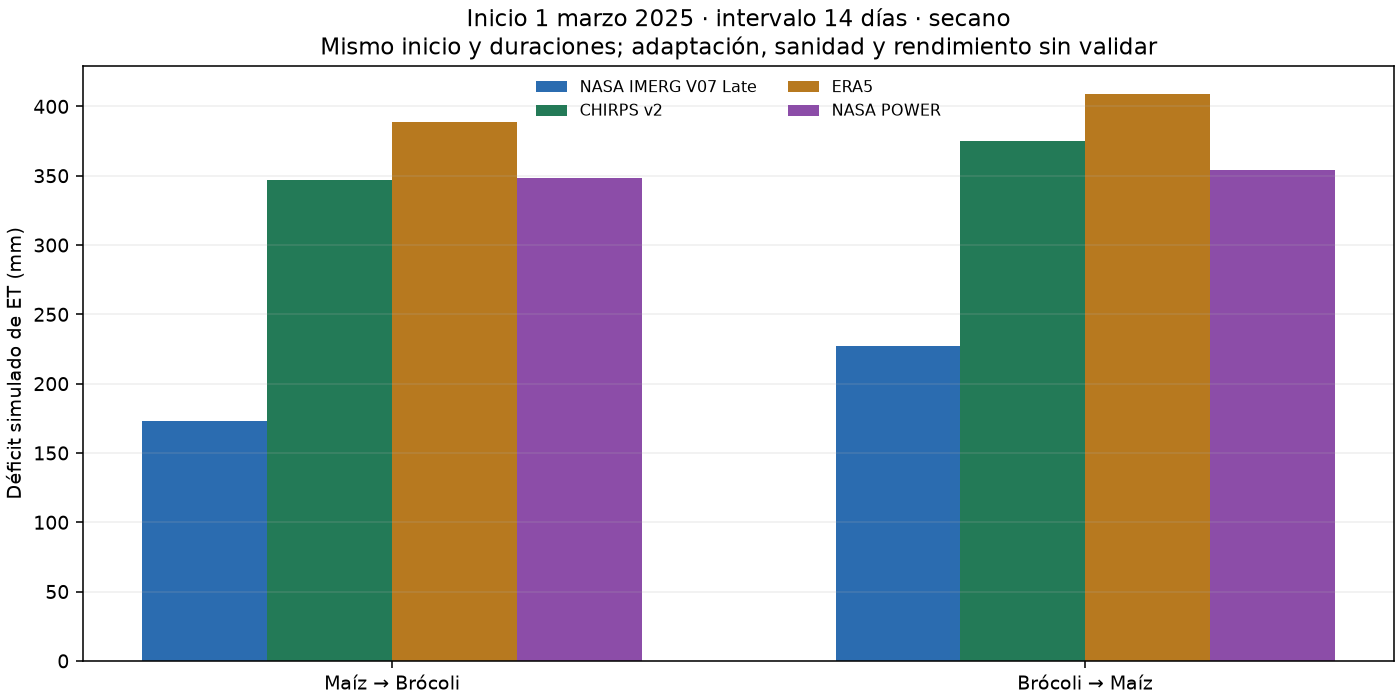 Inicio 1 marzo 2025 · intervalo 14 días · secano
Mismo inicio y duraciones; adaptación, sanidad y rendimiento sin validar
NASA IMERG V07 Late
CHIRPS v2
ERA5
NASA POWER
Déficit simulado de ET (mm)
400
350
300
250
200
150
100
50
0
Maíz → Brócoli
Brócoli → Maíz